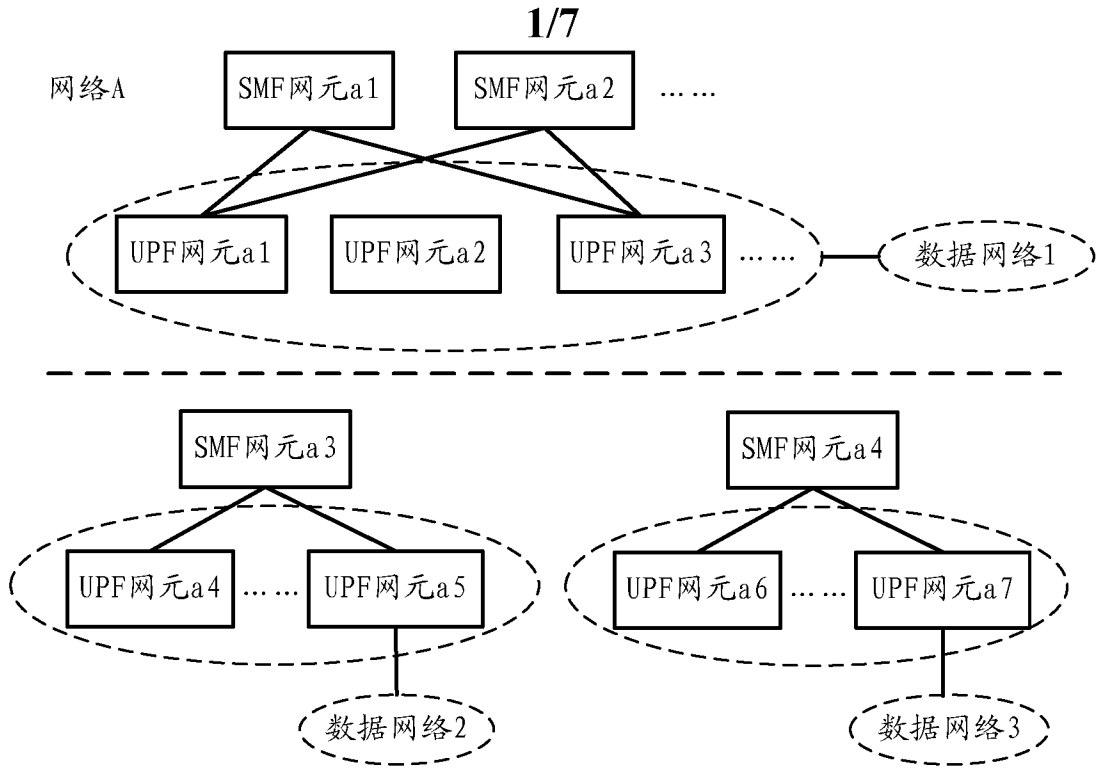 1/7
网络A
SMF网元a1
SMF网元a2
……
UPF网元a1
UPF网元a2
UPF网元a3
……
数据网络1
SMF网元a3
SMF网元a4
UPF网元a4
……
UPF网元a5
UPF网元a6
……
UPF网元a7
数据网络2
数据网络3